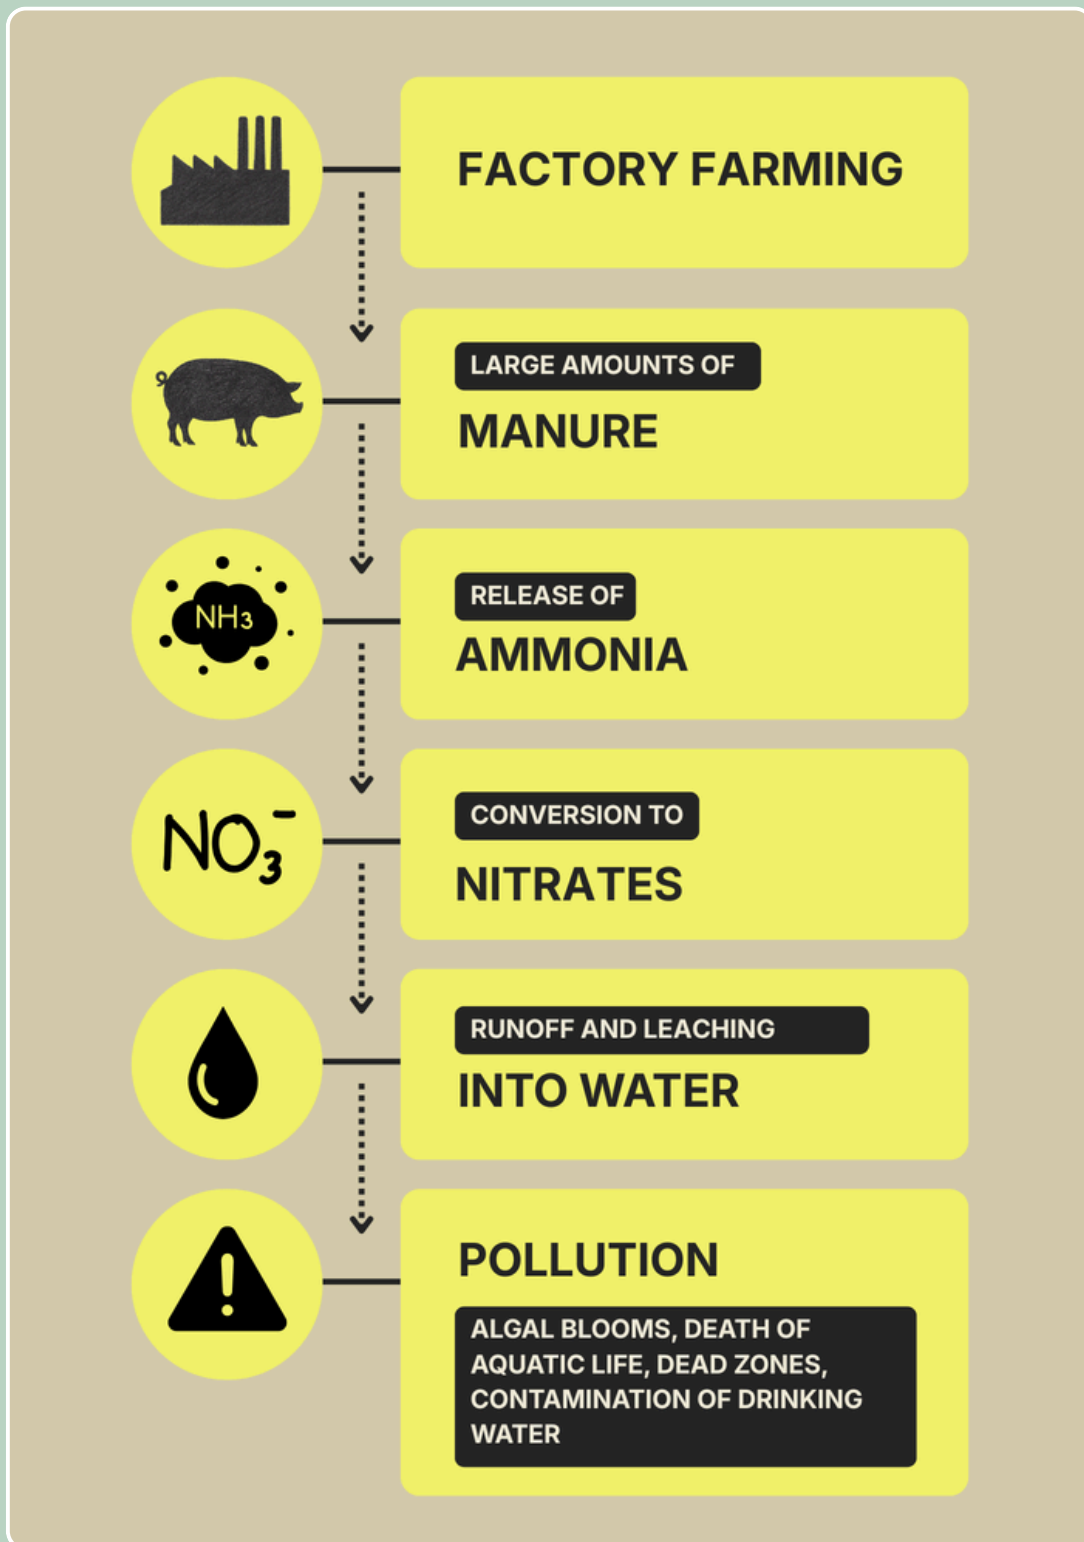 FACTORY FARMING
LARGE AMOUNTS OF
MANURE
NH3
RELEASE OF
AMMONIA
NO3-
CONVERSION TO
NITRATES
RUNOFF AND LEACHING
INTO WATER
!
POLLUTION
ALGAL BLOOMS, DEATH OF
AQUATIC LIFE, DEAD ZONES,
CONTAMINATION OF DRINKING
WATER